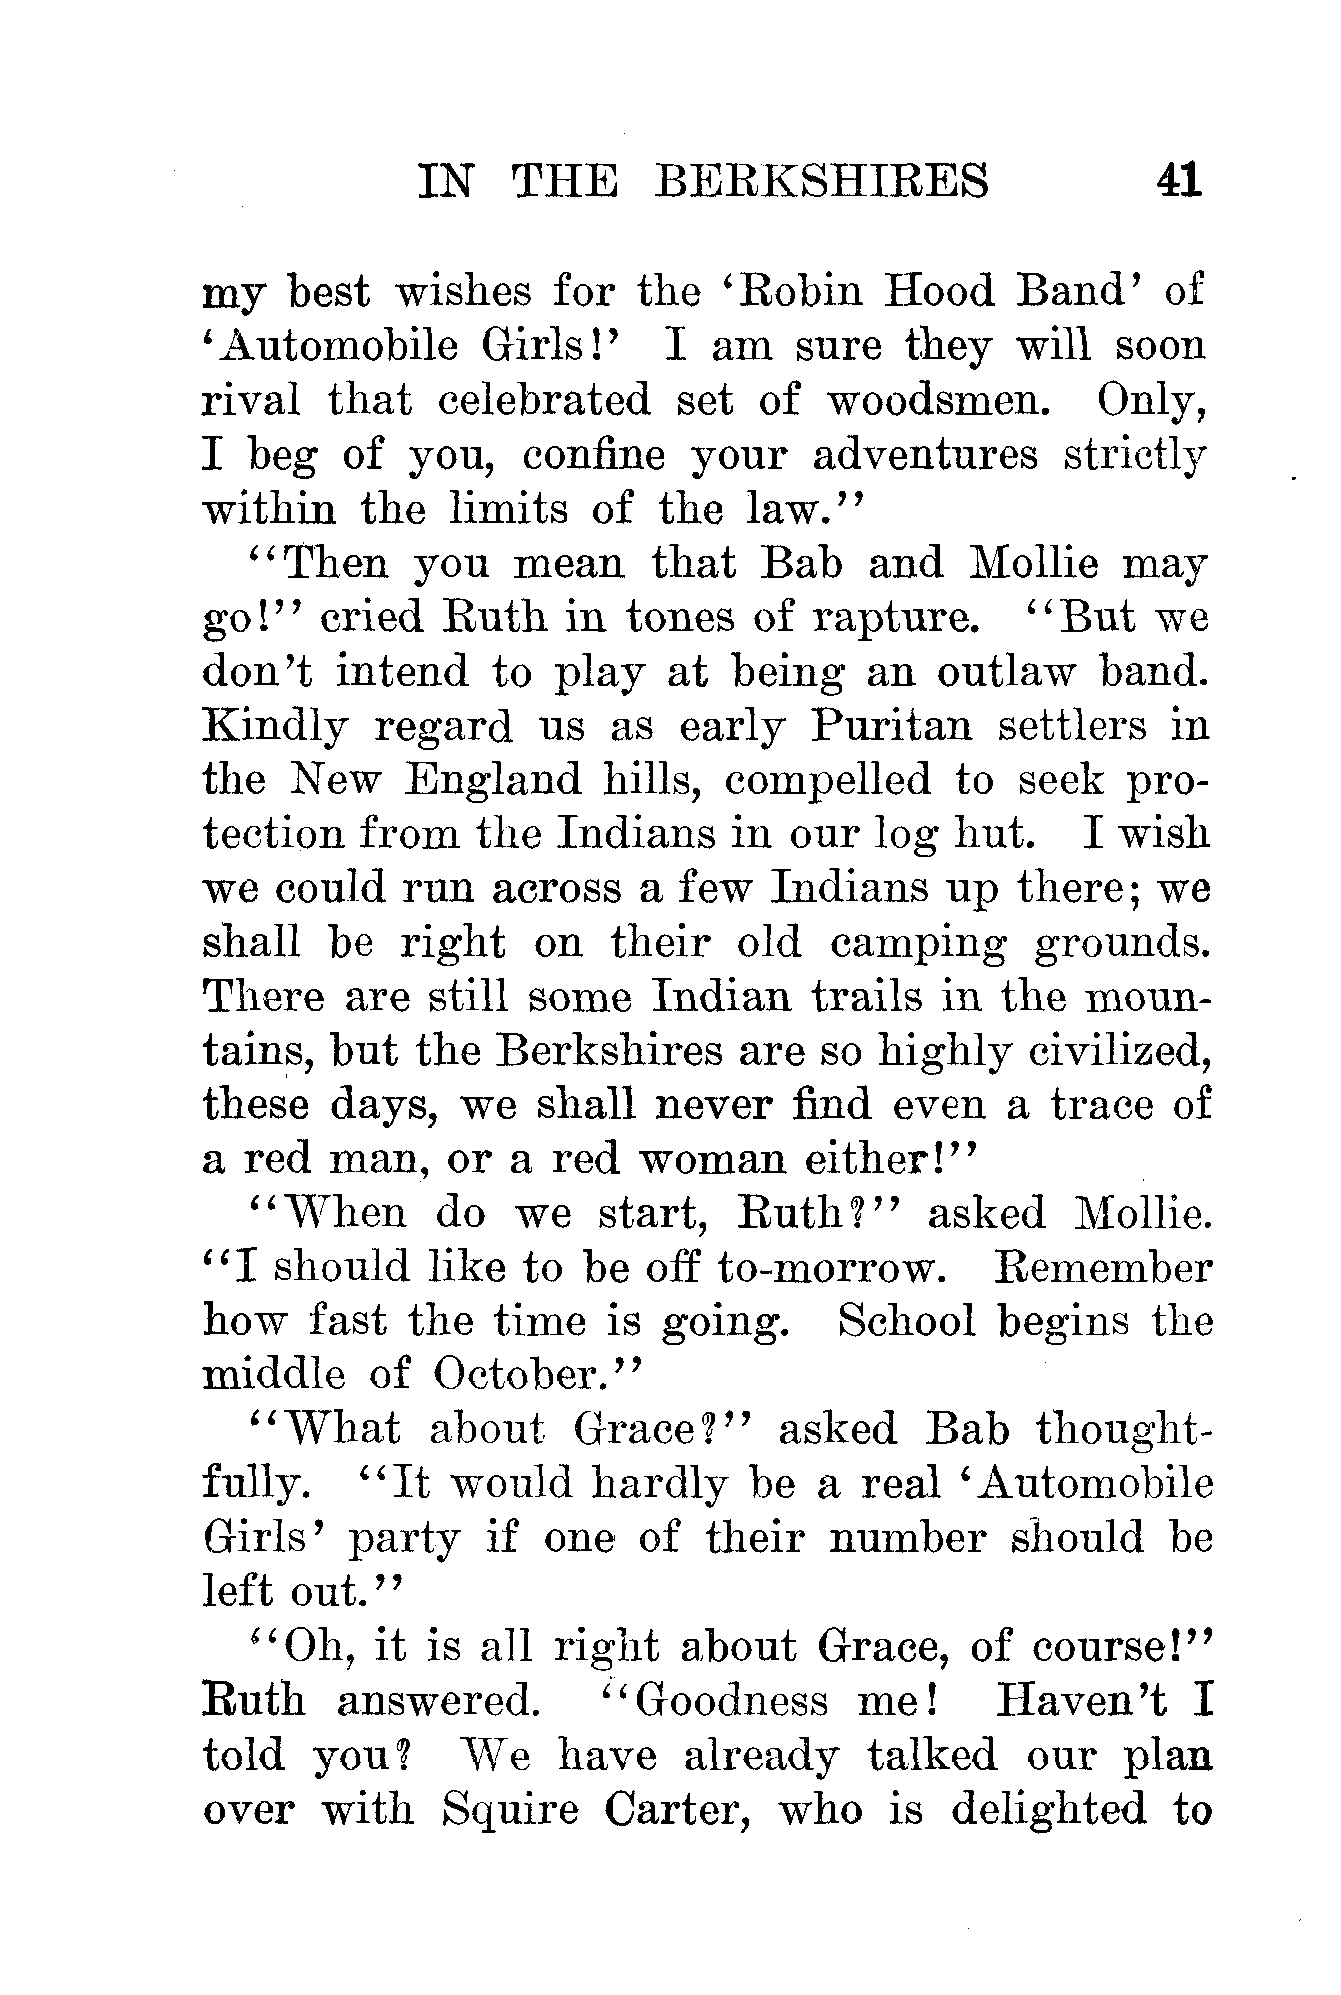 IN THE BERKSHIRES 41
my best wishes for the 'Robin Hood Band' of
'Automobile Girls!' I am sure they will soon
rival that celebrated set of woodsmen. Only,
I beg of you, confine your adventures strictly
within the limits of the law."
"Then you mean that Bab and Mollie may
go!" cried Ruth in tones of rapture. "But we
don't intend to play at being an outlaw band.
Kindly regard us as early Puritan settlers in
the New England hills, compelled to seek pro-
tection from the Indians in our log hut. I wish
we could run across a few Indians up there; we
shall be right on their old camping grounds.
There are still some Indian trails in the moun-
tains, but the Berkshires are so highly civilized,
these days, we shall never find even a trace of
a red man, or a red woman either!"
"When do we start, Ruth?" asked Mollie.
"I should like to be off to-morrow. Remember
how fast the time is going. School begins the
middle of October."
"What about Grace?" asked Bab thought-
fully. "It would hardly be a real 'Automobile
Girls' party if one of their number should be
left out."
"Oh, it is all right about Grace, of course!"
Ruth answered. "Goodness me! Haven't I
told you? We have already talked our plan
over with Squire Carter, who is delighted to